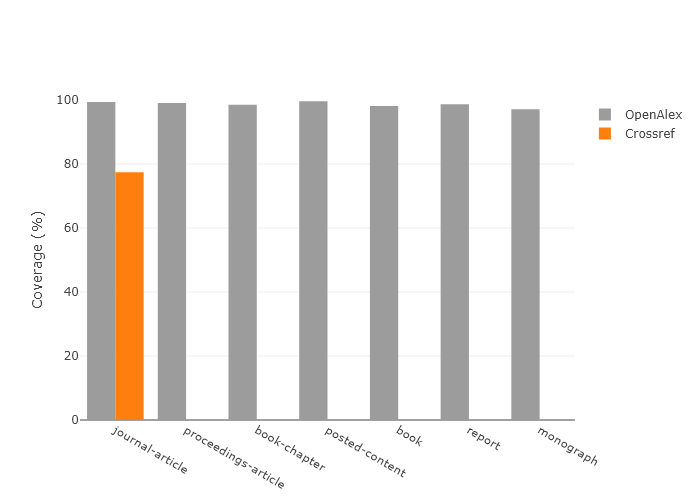 100
80
60
40
20
0
Coverage (%)
journal-article
proceedings-article
book-chapter
posted-content
book
report
monograph
OpenAlex
Crossref